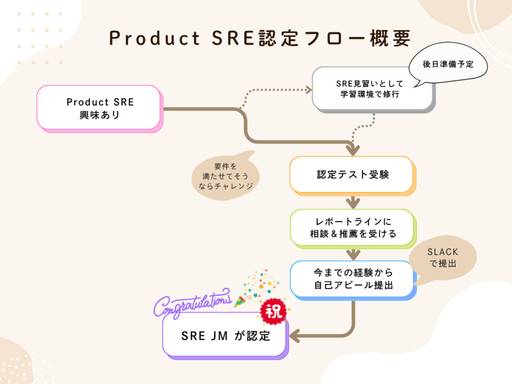 Product SRE認定フロー概要
後日準備予定
SRE見習いとして
学習環境で修行
Product SRE
興味あり
要件を
満たせてそう
ならチャレンジ
認定テスト受験
レポートラインに
相談＆推薦を受ける
SLACK
で提出
今までの経験から
自己アピール提出
Congratulations
祝
SRE JM が認定